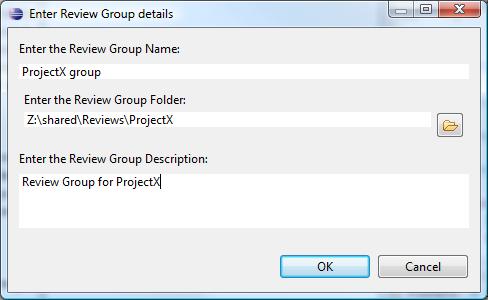 Enter Review Group details
Enter the Review Group Name:
ProjectX group
Enter the Review Group Folder:
Z:\shared\Reviews\ProjectX
Enter the Review Group Description:
Review Group for ProjectX
OK
Cancel